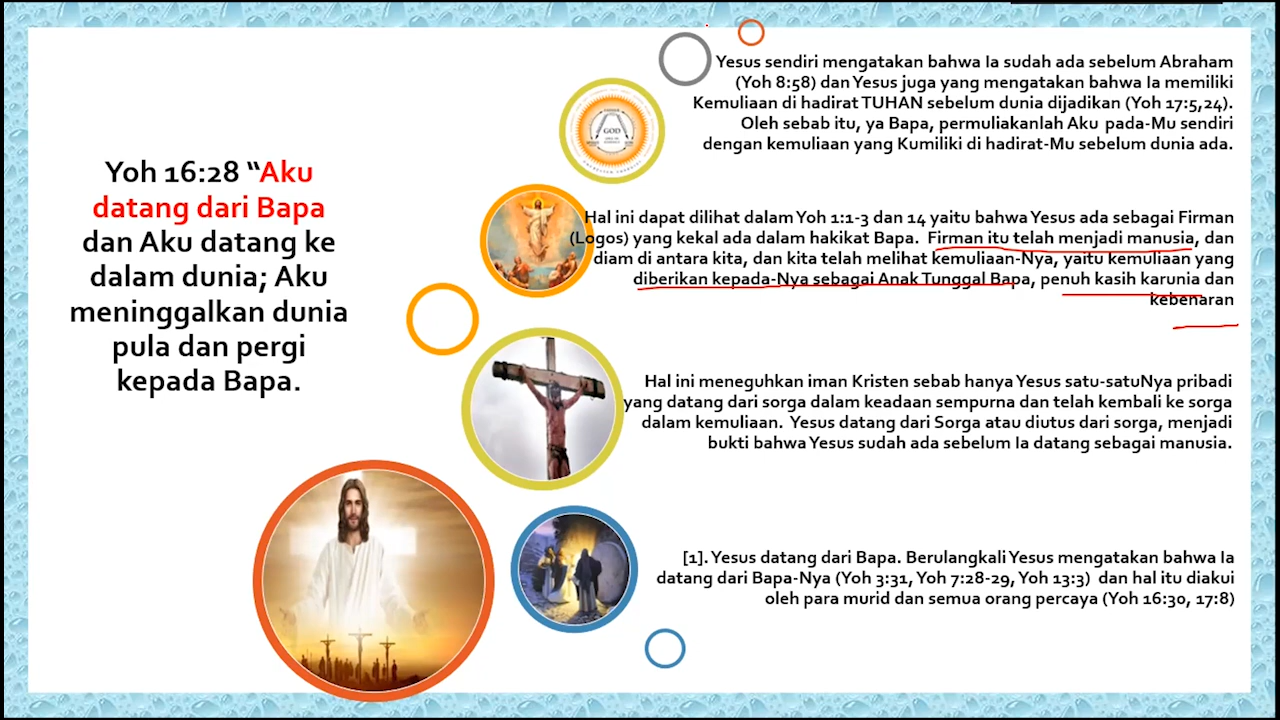 Yoh 16:28 “Aku
datang dari Bapa
dan Aku datang ke
dalam dunia; Aku
meninggalkan dunia
pula dan pergi
kepada Bapa.
Yesus sendiri mengatakan bahwa Ia sudah ada sebelum Abraham
(Yoh 8:58) dan Yesus juga yang mengatakan bahwa Ia memiliki
Kemuliaan di hadirat TUHAN sebelum dunia dijadikan (Yoh 17:5,24).
Oleh sebab itu, ya Bapa, permuliakanlah Aku pada-Mu sendiri
dengan kemuliaan yang Kumiliki di hadirat-Mu sebelum dunia ada.
GOD
Hal ini dapat dilihat dalam Yoh 1:1-3 dan 14 yaitu bahwa Yesus ada sebagai Firman
(Logos) yang kekal ada dalam hakikat Bapa. Firman itu telah menjadi manusia, dan
diam di antara kita, dan kita telah melihat kemuliaan-Nya, yaitu kemuliaan yang
diberikan kepada-Nya sebagai Anak Tunggal Bapa, penuh kasih karunia dan
kebenaran
Hal ini meneguhkan iman Kristen sebab hanya Yesus satu-satuNya pribadi
yang datang dari sorga dalam keadaan sempurna dan telah kembali ke sorga
dalam kemuliaan. Yesus datang dari Sorga atau diutus dari sorga, menjadi
bukti bahwa Yesus sudah ada sebelum Ia datang sebagai manusia.
[1]. Yesus datang dari Bapa. Berulangkali Yesus mengatakan bahwa Ia
datang dari Bapa-Nya (Yoh 3:31, Yoh 7:28-29, Yoh 13:3) dan hal itu diakui
oleh para murid dan semua orang percaya (Yoh 16:30, 17:8)